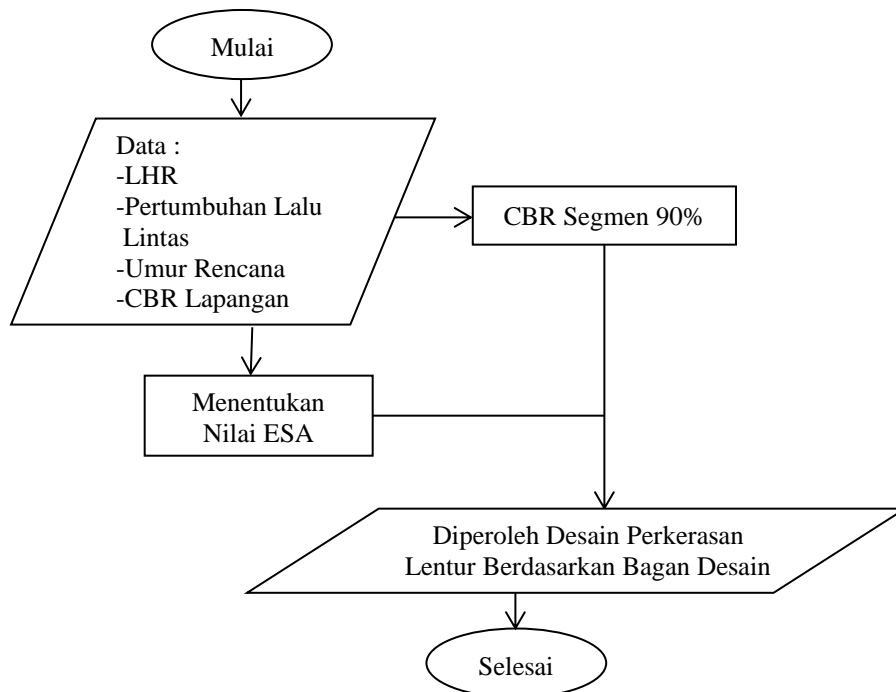 Mulai
Data :
-LHR
-Pertumbuhan Lalu
Lintas
-Umur Rencana
-CBR Lapangan
CBR Segmen 90%
Menentukan
Nilai ESA
Diperoleh Desain Perkerasan
Lentur Berdasarkan Bagan Desain
Selesai